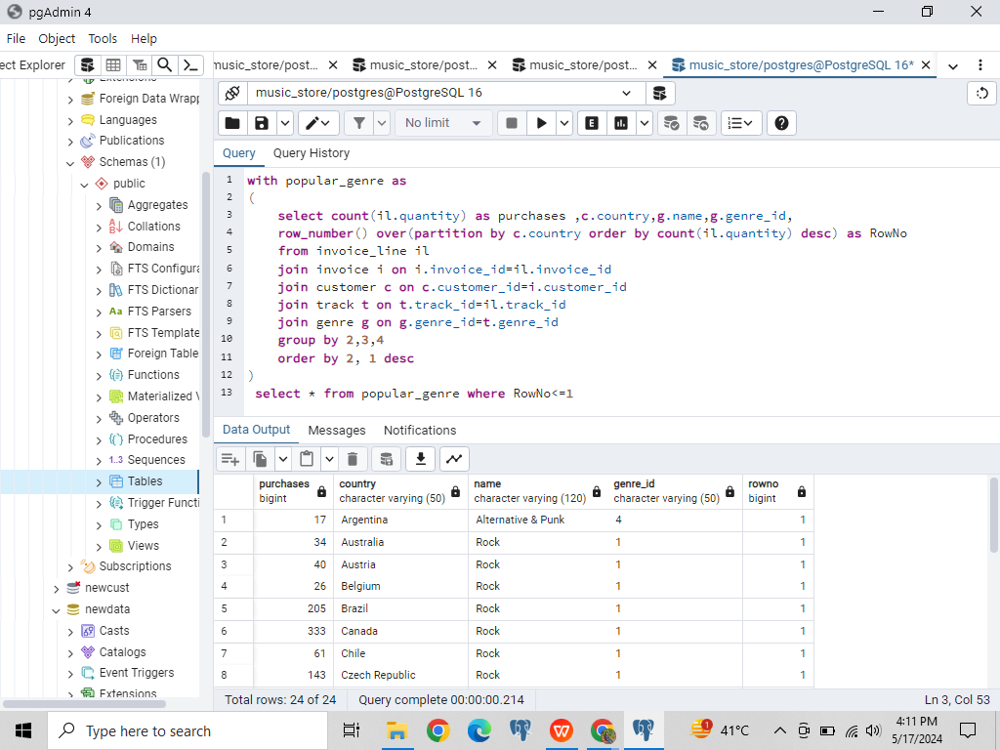 pgAdmin 4
File Object Tools Help
ect Explorer
music_store/post... music_store/post... music_store/post... music_store/postgres@PostgreSQL 16*
music_store/postgres@PostgreSQL 16
No limit
E
Query Query History
Extensions
Foreign Data Wrapp
Languages
Publications
Schemas (1)
public
Aggregates
Collations
Domains
FTS Configura
FTS Dictionar
Aa FTS Parsers
FTS Template
Foreign Table
Functions
Materialized V
Operators
Procedures
1..3 Sequences
Tables
Trigger Functi
Types
Views
Subscriptions
newcust
newdata
Casts
Catalogs
Event Triggers
Extensions
1 with popular_genre as
2 (
3 select count(il.quantity) as purchases ,c.country,g.name,g.genre_id,
4 row_number() over(partition by c.country order by count(il.quantity) desc) as RowNo
5 from invoice_line il
6 join invoice i on i.invoice_id=il.invoice_id
7 join customer c on c.customer_id=i.customer_id
8 join track t on t.track_id=il.track_id
9 join genre g on g.genre_id=t.genre_id
10 group by 2,3,4
11 order by 2, 1 desc
12 )
13 select * from popular_genre where RowNo<=1
Data Output Messages Notifications
purchases country name genre_id rowno
bigint character varying (50) character varying (120) character varying (50) bigint
1 17 Argentina Alternative & Punk 4 1
2 34 Australia Rock 1 1
3 40 Austria Rock 1 1
4 26 Belgium Rock 1 1
5 205 Brazil Rock 1 1
6 333 Canada Rock 1 1
7 61 Chile Rock 1 1
8 143 Czech Republic Rock 1 1
Total rows: 24 of 24 Query complete 00:00:00.214 Ln 3, Col 53
Type here to search
W
1
41°C
4:11 PM
5/17/2024